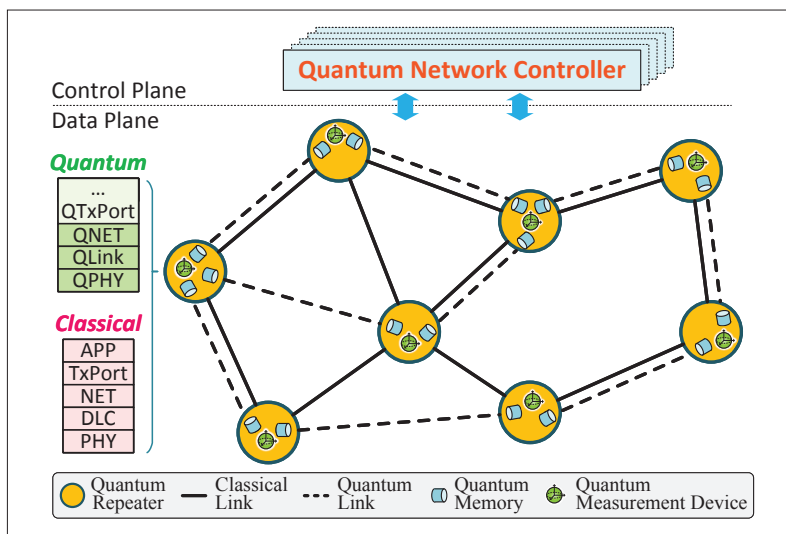 Quantum Network Controller
Control Plane
Data Plane
Quantum
...
QTxPort
QNET
QLink
QPHY
Classical
APP
TxPort
NET
DLC
PHY
Quantum
Repeater
Classical
Link
Quantum
Link
Quantum
Memory
Quantum
Measurement Device